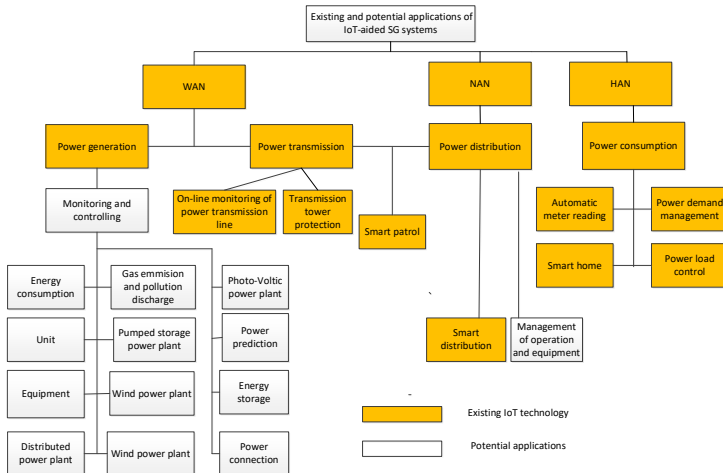 Existing and potential applications of
IoT-aided SG systems
WAN
NAN
HAN
Power generation
Power transmission
Power distribution
Power consumption
Monitoring and
controlling
On-line monitoring of
power transmission
line
Transmission
tower
protection
Smart patrol
Automatic
meter reading
Power demand
management
Smart home
Power load
control
Energy
consumption
Gas emmision
and pollution
discharge
Photo-Voltic
power plant
Unit
Pumped storage
power plant
Power
prediction
Smart
distribution
Management
of operation
and equipment
Equipment
Wind power plant
Energy
storage
Distributed
power plant
Wind power plant
Power
connection
Existing IoT technology
Potential applications